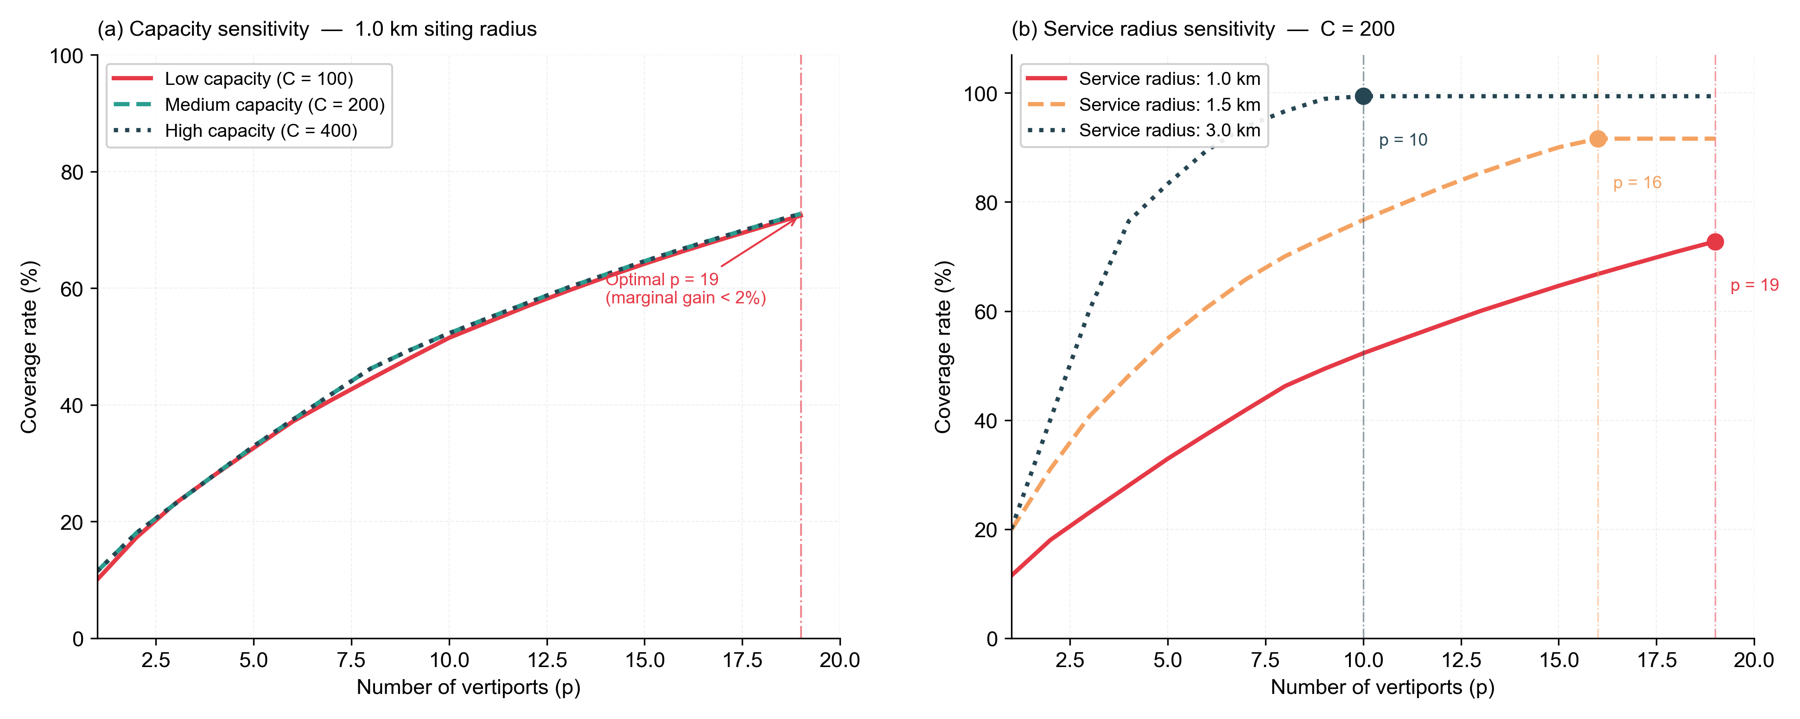 (a) Capacity sensitivity — 1.0 km siting radius
Low capacity (C = 100)
Medium capacity (C = 200)
High capacity (C = 400)
100
80
60
40
20
0
Coverage rate (%)
Optimal p = 19
(marginal gain < 2%)
2.5 5.0 7.5 10.0 12.5 15.0 17.5 20.0
Number of vertiports (p)
(b) Service radius sensitivity — C = 200
Service radius: 1.0 km
Service radius: 1.5 km
Service radius: 3.0 km
100
80
60
40
20
0
Coverage rate (%)
p = 10
p = 16
p = 19
2.5 5.0 7.5 10.0 12.5 15.0 17.5 20.0
Number of vertiports (p)